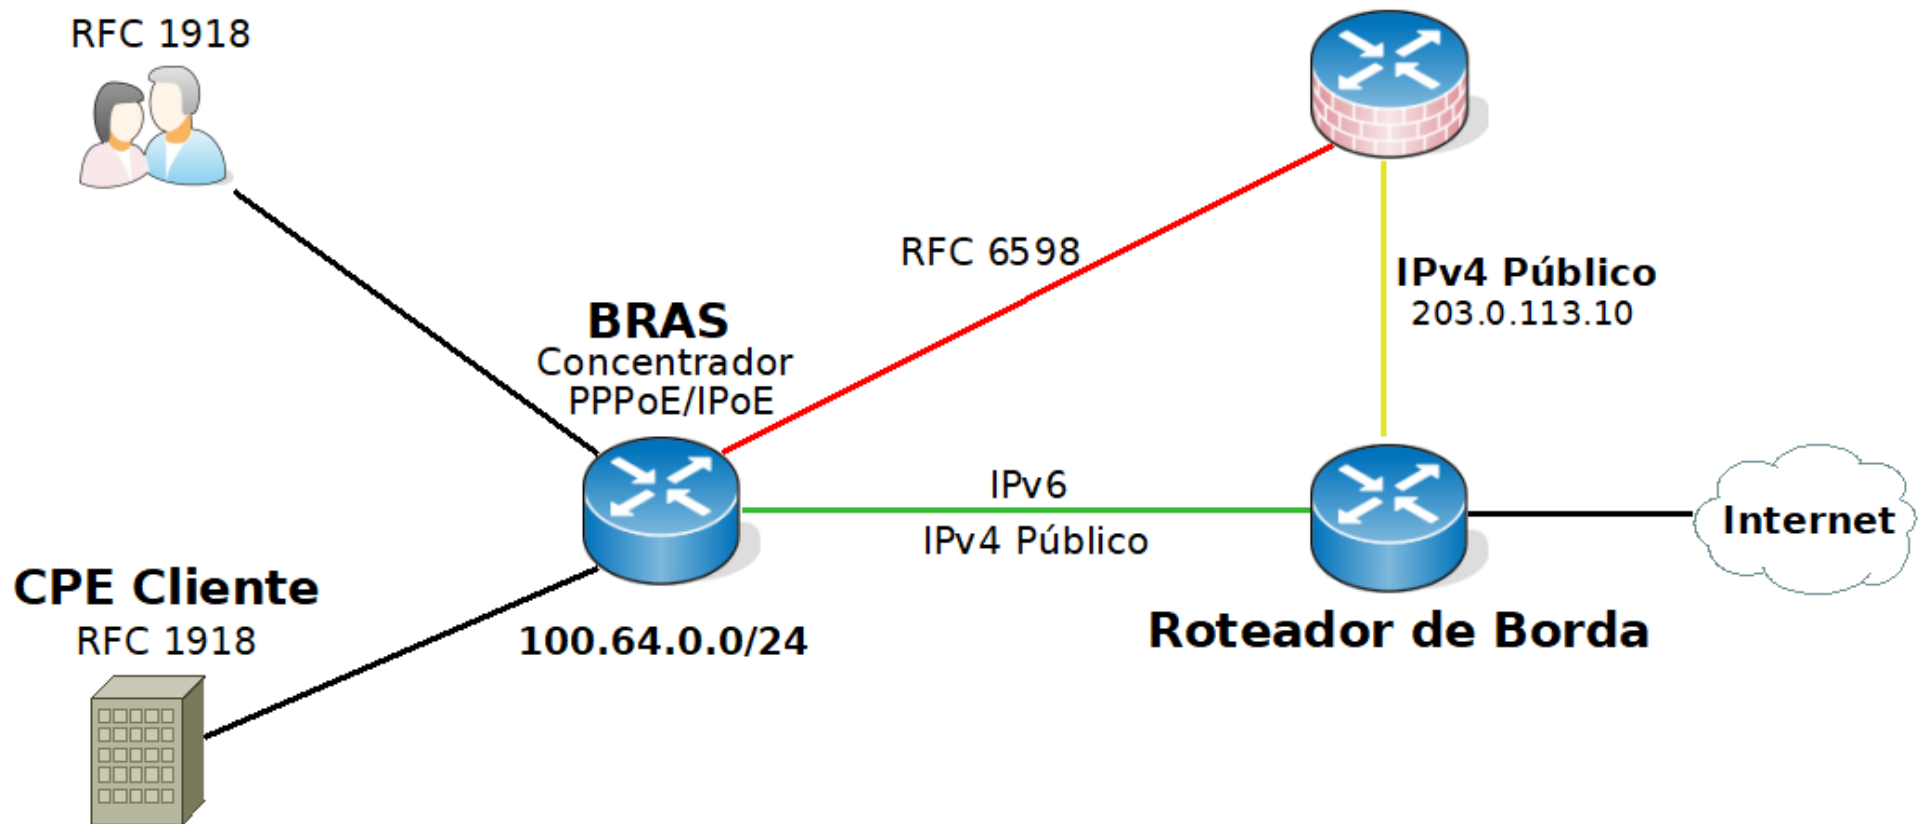 RFC 1918
RFC 6598
IPv4 Público
203.0.113.10
BRAS
Concentrador
PPPoE/IPoE
IPv6
IPv4 Público
Internet
CPE Cliente
RFC 1918
100.64.0.0/24
Roteador de Borda